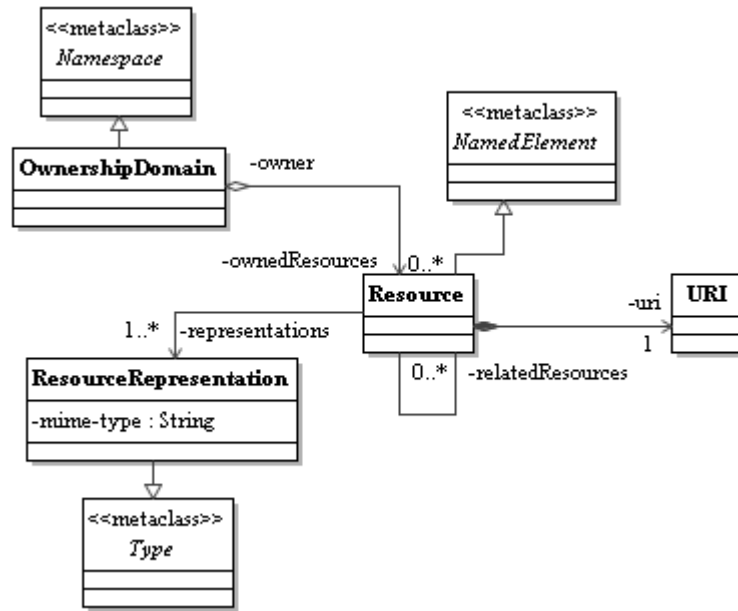 <<metaclass>>
Namespace
<<metaclass>>
NamedElement
OwnershipDomain
-owner
-ownedResources
0..*
Resource
-uri
1
URI
1..*
-representations
0..*
-relatedResources
ResourceRepresentation
-mime-type : String
<<metaclass>>
Type